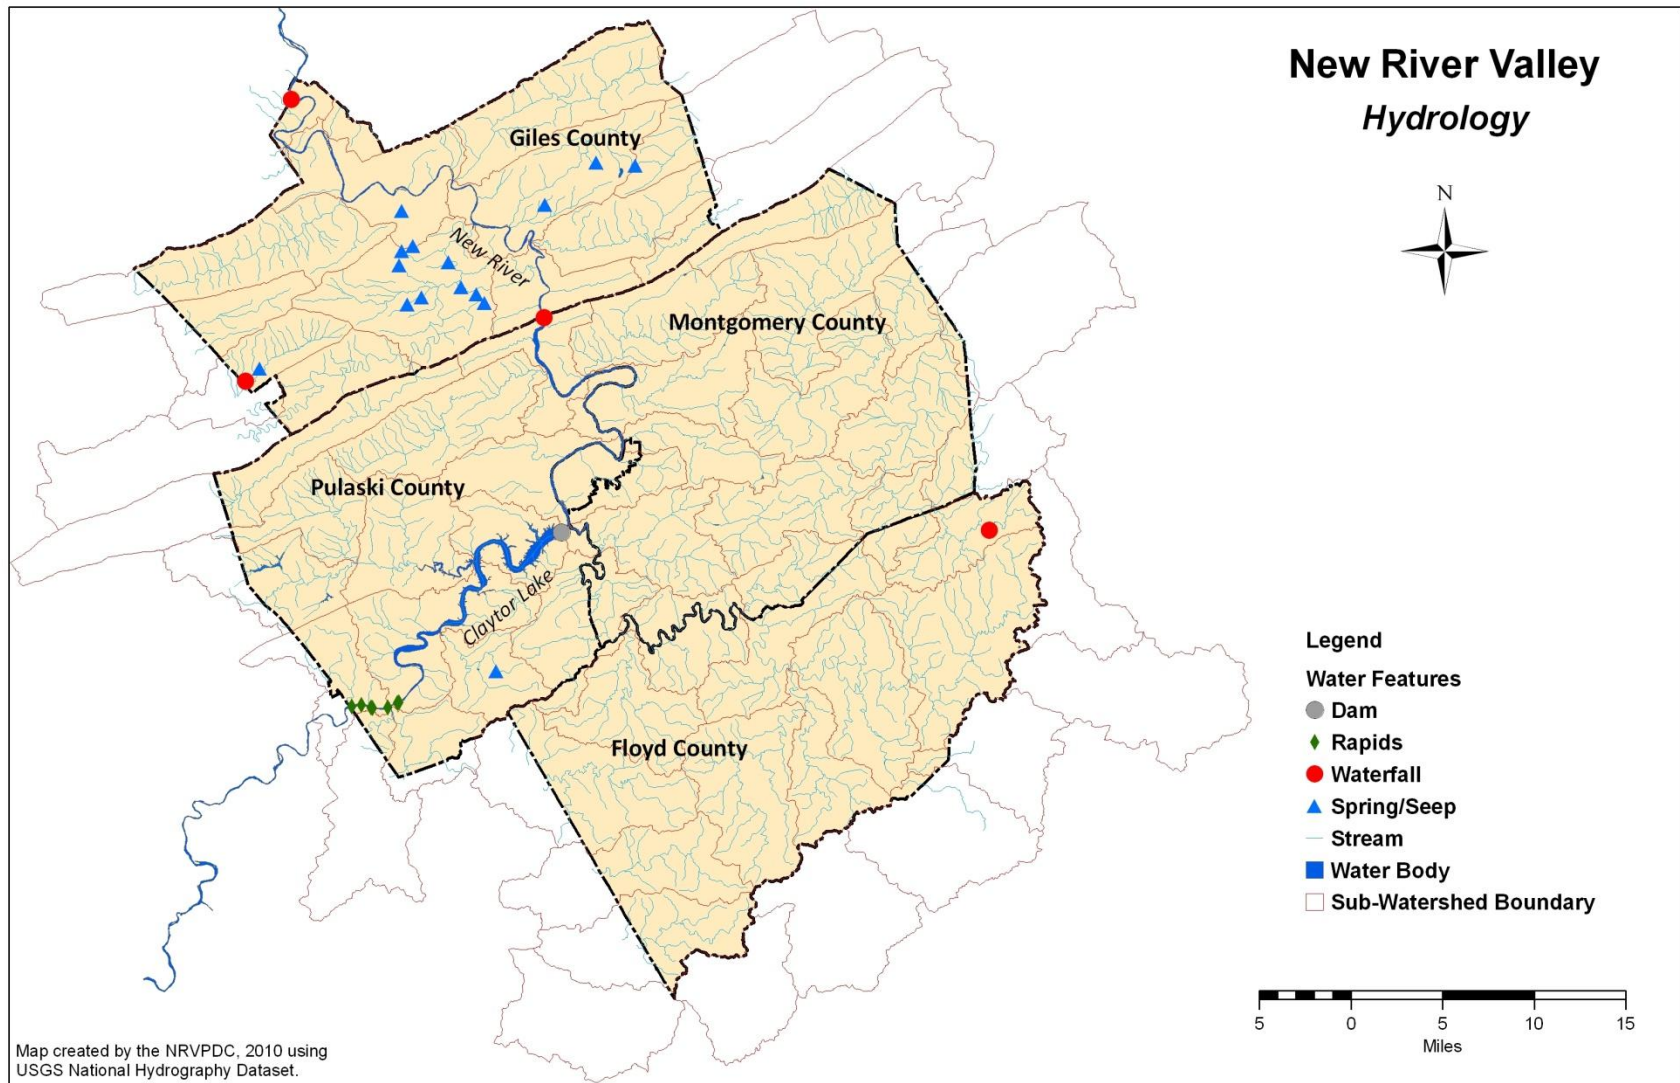 New River Valley
Hydrology
N
Giles County
New River
Montgomery County
Pulaski County
Claytor Lake
Floyd County
Legend
Water Features
Dam
Rapids
Waterfall
Spring/Seep
Stream
Water Body
Sub-Watershed Boundary
5 0 5 10 15
Miles
Map created by the NRVPDC, 2010 using
USGS National Hydrography Dataset.